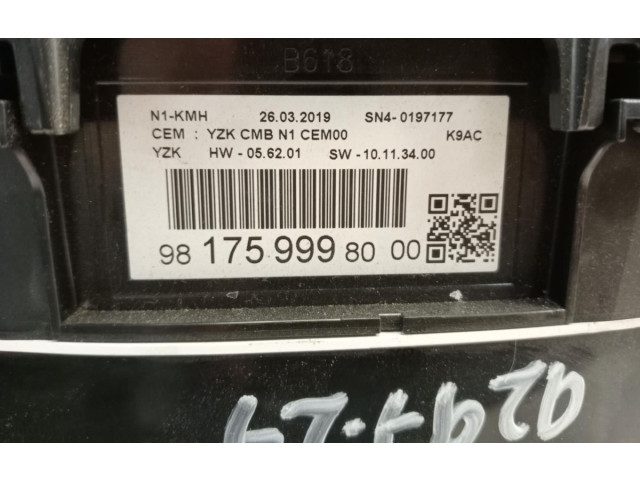 B618
N1-KMH 26.03.2019 SN4- 0197177
CEM : YZK CMB N1 CEM00 K9AC
YZK HW - 05.62.01 SW - 10.11.34.00
98 175 999 80 00